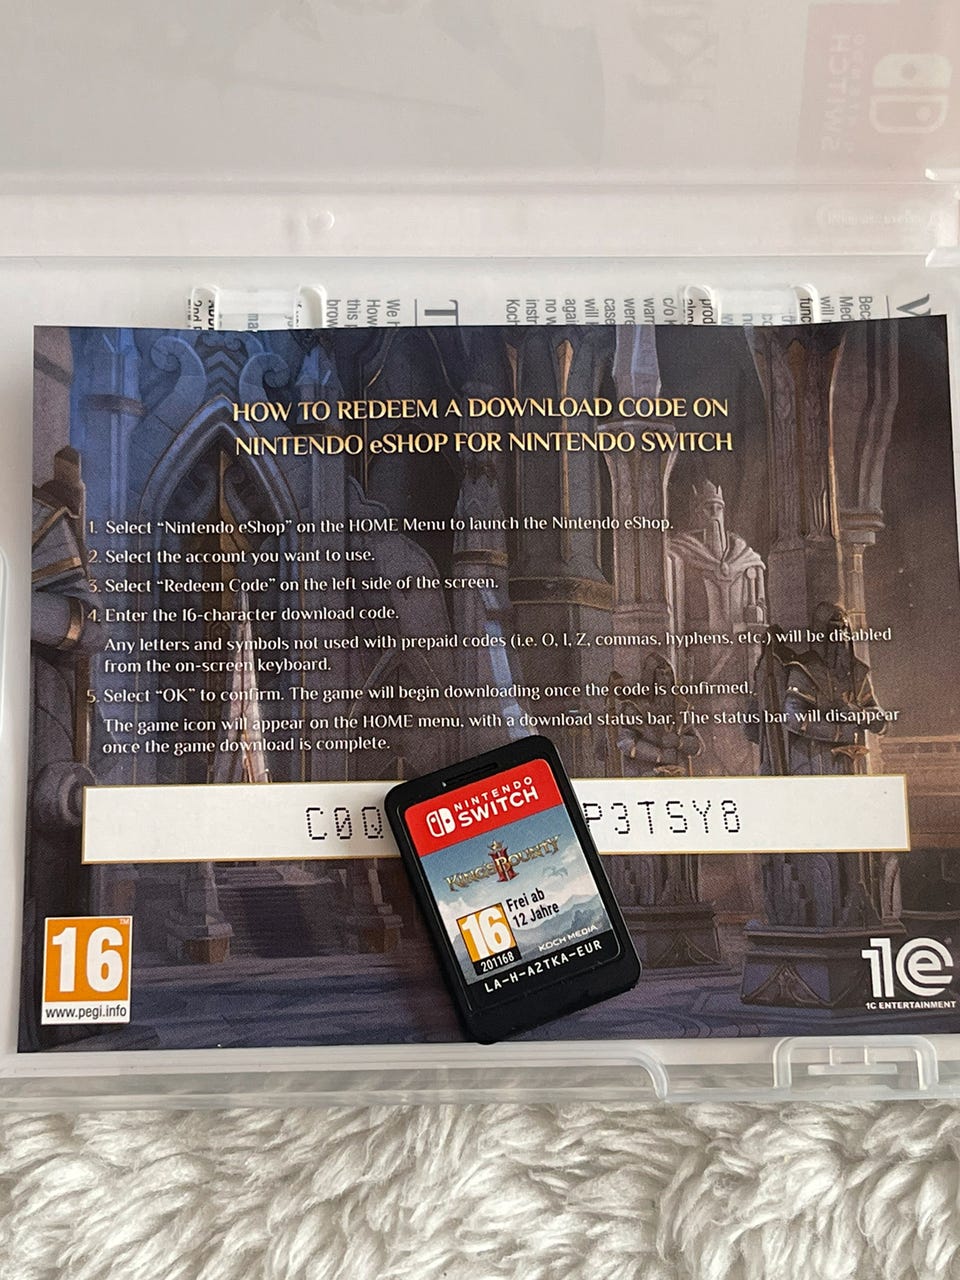 HOW TO REDEEM A DOWNLOAD CODE ON
NINTENDO eSHOP FOR NINTENDO SWITCH
1. Select “Nintendo eShop” on the HOME Menu to launch the Nintendo eShop.
2. Select the account you want to use.
3. Select “Redeem Code” on the left side of the screen.
4. Enter the 16-character download code.
Any letters and symbols not used with prepaid codes (i.e. O, I, Z, commas, hyphens, etc.) will be disabled
from the on-screen keyboard.
5. Select “OK” to confirm. The game will begin downloading once the code is confirmed.
The game icon will appear on the HOME menu, with a download status bar. The status bar will disappear
once the game download is complete.
C0Q P3TSY8
NINTENDO
SWITCH
KING'S BOUNTY
II
Frei ab
12 Jahre
16
201168
KOCH MEDIA
LA-H-A2TKA-EUR
16
www.pegi.info
1C
1C ENTERTAINMENT